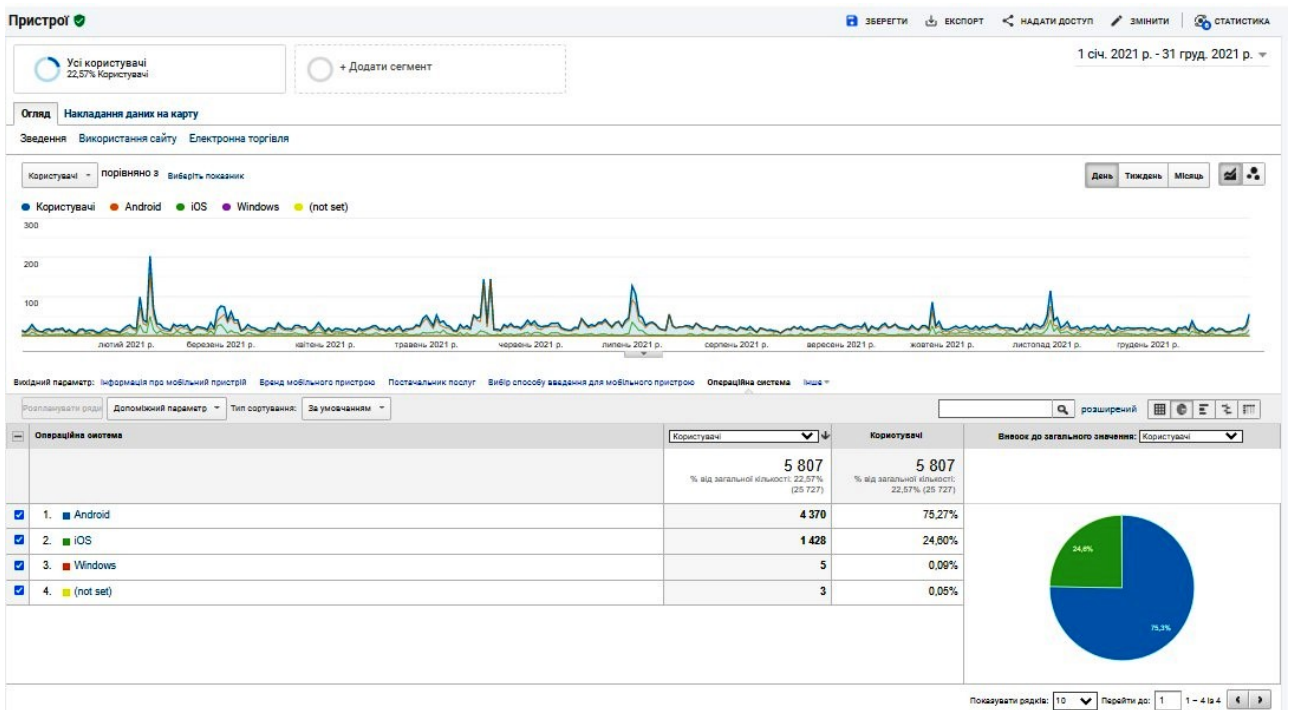 Пристрої
ЗБЕРЕГТИ ЕКСПОРТ НАДАТИ ДОСТУП ЗМІНИТИ СТАТИСТИКА
Усі користувачі
22,57% Користувачі
+ Додати сегмент
1 січ. 2021 р. - 31 груд. 2021 р.
Огляд Накладання даних на карту
Зведення Використання сайту Електронна торгівля
Користувачі порівняно з Виберіть показник
День Тиждень Місяць
Користувачі Android iOS Windows (not set)
300
200
100
лютий 2021 р. березень 2021 р. квітень 2021 р. травень 2021 р. червень 2021 р. липень 2021 р. серпень 2021 р. вересень 2021 р. жовтень 2021 р. листопад 2021 р. грудень 2021 р.
Вихідний параметр: Інформація про мобільний пристрій Бренд мобільного пристрою Постачальник послуг Вибір способу введення для мобільного пристрою Операційна система Інше
Розпланувати ряди Допоміжний параметр Тип сортування: За умовчанням
розширений
Операційна система Користувачі Користувачі Внесок до загального значення: Користувачі
5 807 5 807
% від загальної кількості: 22,57% % від загальної кількості:
(25 727) 22,57% (25 727)
1. Android 4 370 75,27%
2. iOS 1 428 24,60%
3. Windows 5 0,09%
4. (not set) 3 0,05%
24,6%
75,3%
Показувати рядків: 10 Перейти до: 1 1 – 4 із 4